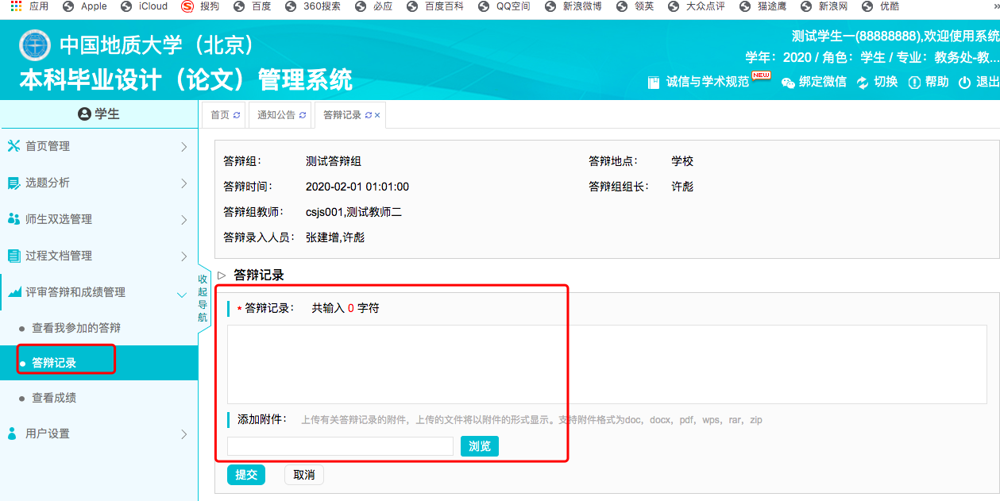 应用 Apple iCloud 搜狗 百度 360搜索 必应 百度百科 QQ空间 新浪微博 领英 大众点评 猫途鹰 新浪网 优酷 »
中国地质大学（北京）
本科毕业设计（论文）管理系统
测试学生一(88888888),欢迎使用系统
学年：2020 / 角色：学生 / 专业：教务处-教...
诚信与学术规范 NEW 绑定微信 切换 帮助 退出
学生
首页管理
选题分析
师生双选管理
过程文档管理
评审答辩和成绩管理
查看我参加的答辩
答辩记录
查看成绩
用户设置
收起导航
首页 通知公告 答辩记录 ×
答辩组： 测试答辩组 答辩地点： 学校
答辩时间： 2020-02-01 01:01:00 答辩组组长： 许彪
答辩组教师： csjs001,测试教师二
答辩录入人员： 张建增,许彪
▷ 答辩记录
* 答辩记录： 共输入 0 字符
添加附件： 上传有关答辩记录的附件，上传的文件将以附件的形式显示。支持附件格式为doc，docx，pdf，wps，rar，zip
浏览
提交 取消